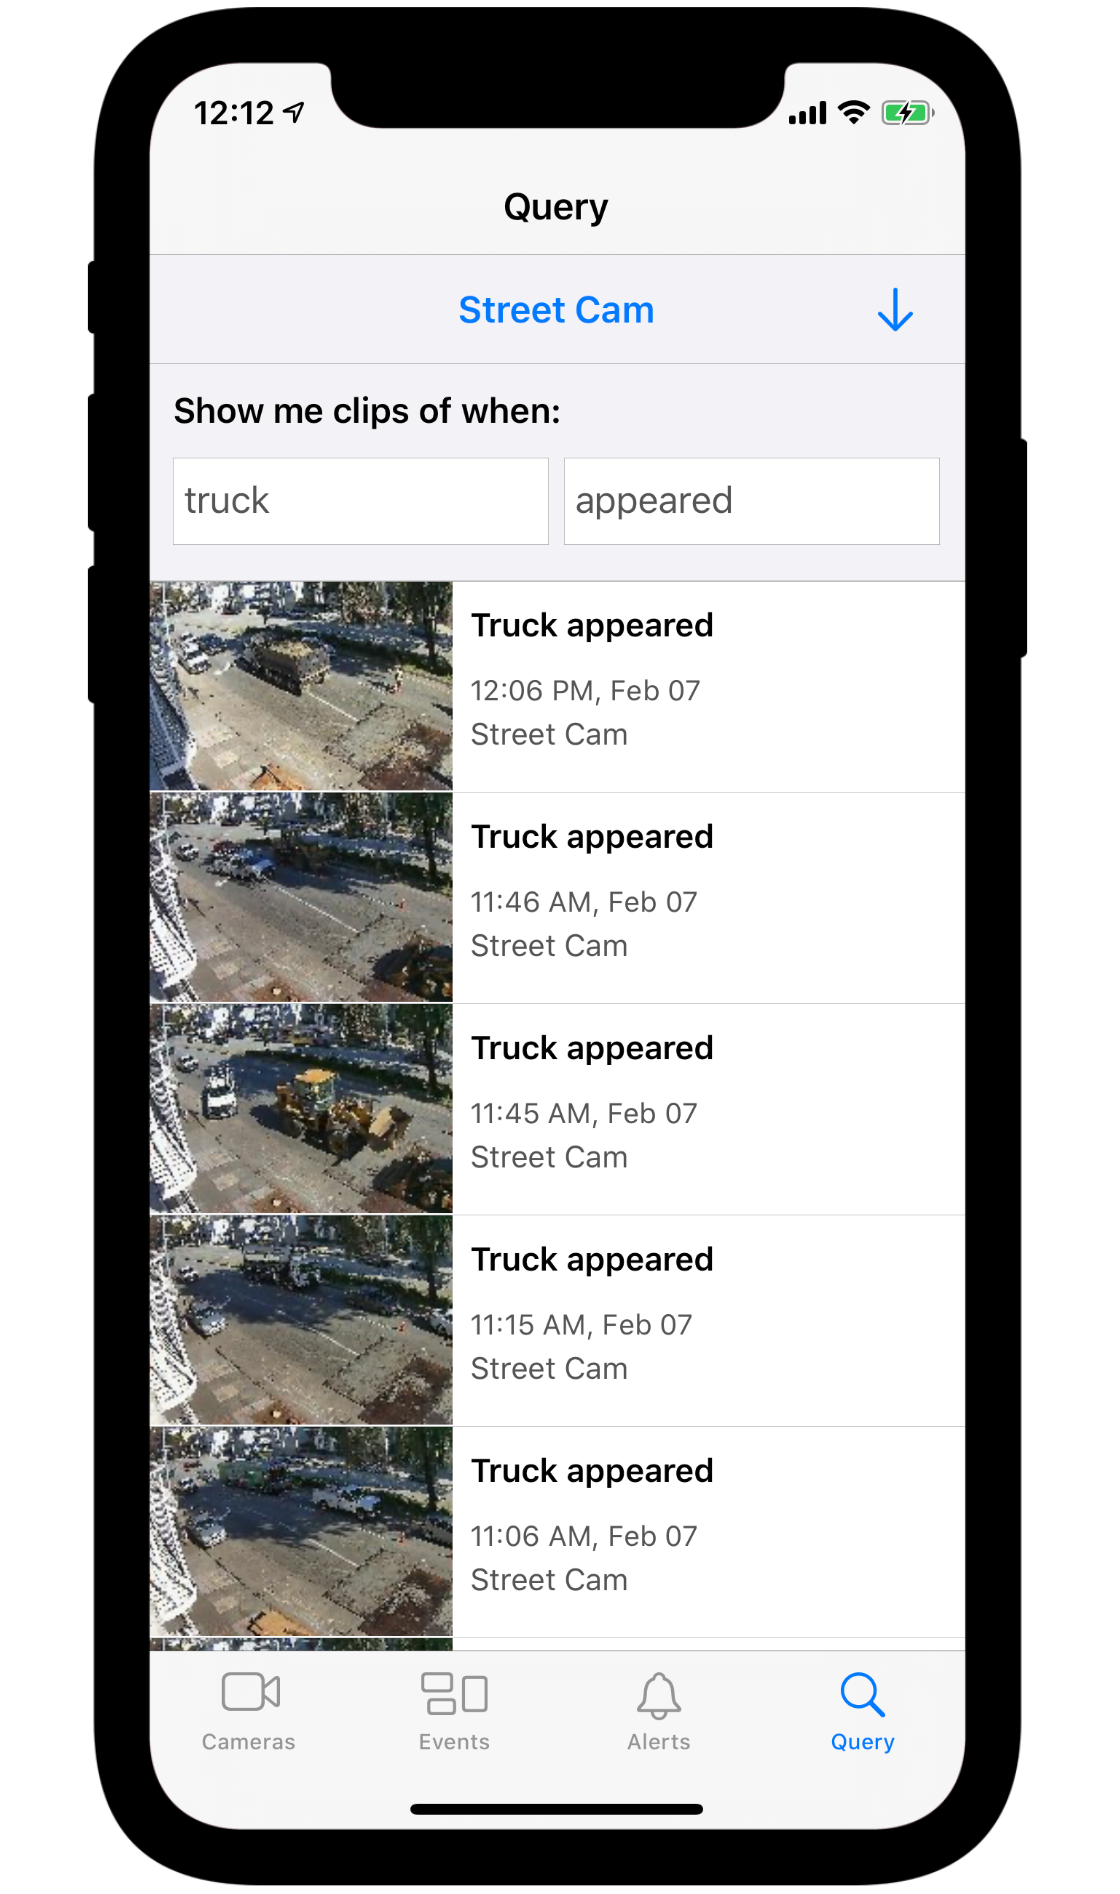 12:12
Query
Street Cam
Show me clips of when:
truck appeared
Truck appeared
12:06 PM, Feb 07
Street Cam
Truck appeared
11:46 AM, Feb 07
Street Cam
Truck appeared
11:45 AM, Feb 07
Street Cam
Truck appeared
11:15 AM, Feb 07
Street Cam
Truck appeared
11:06 AM, Feb 07
Street Cam
Cameras Events Alerts Query